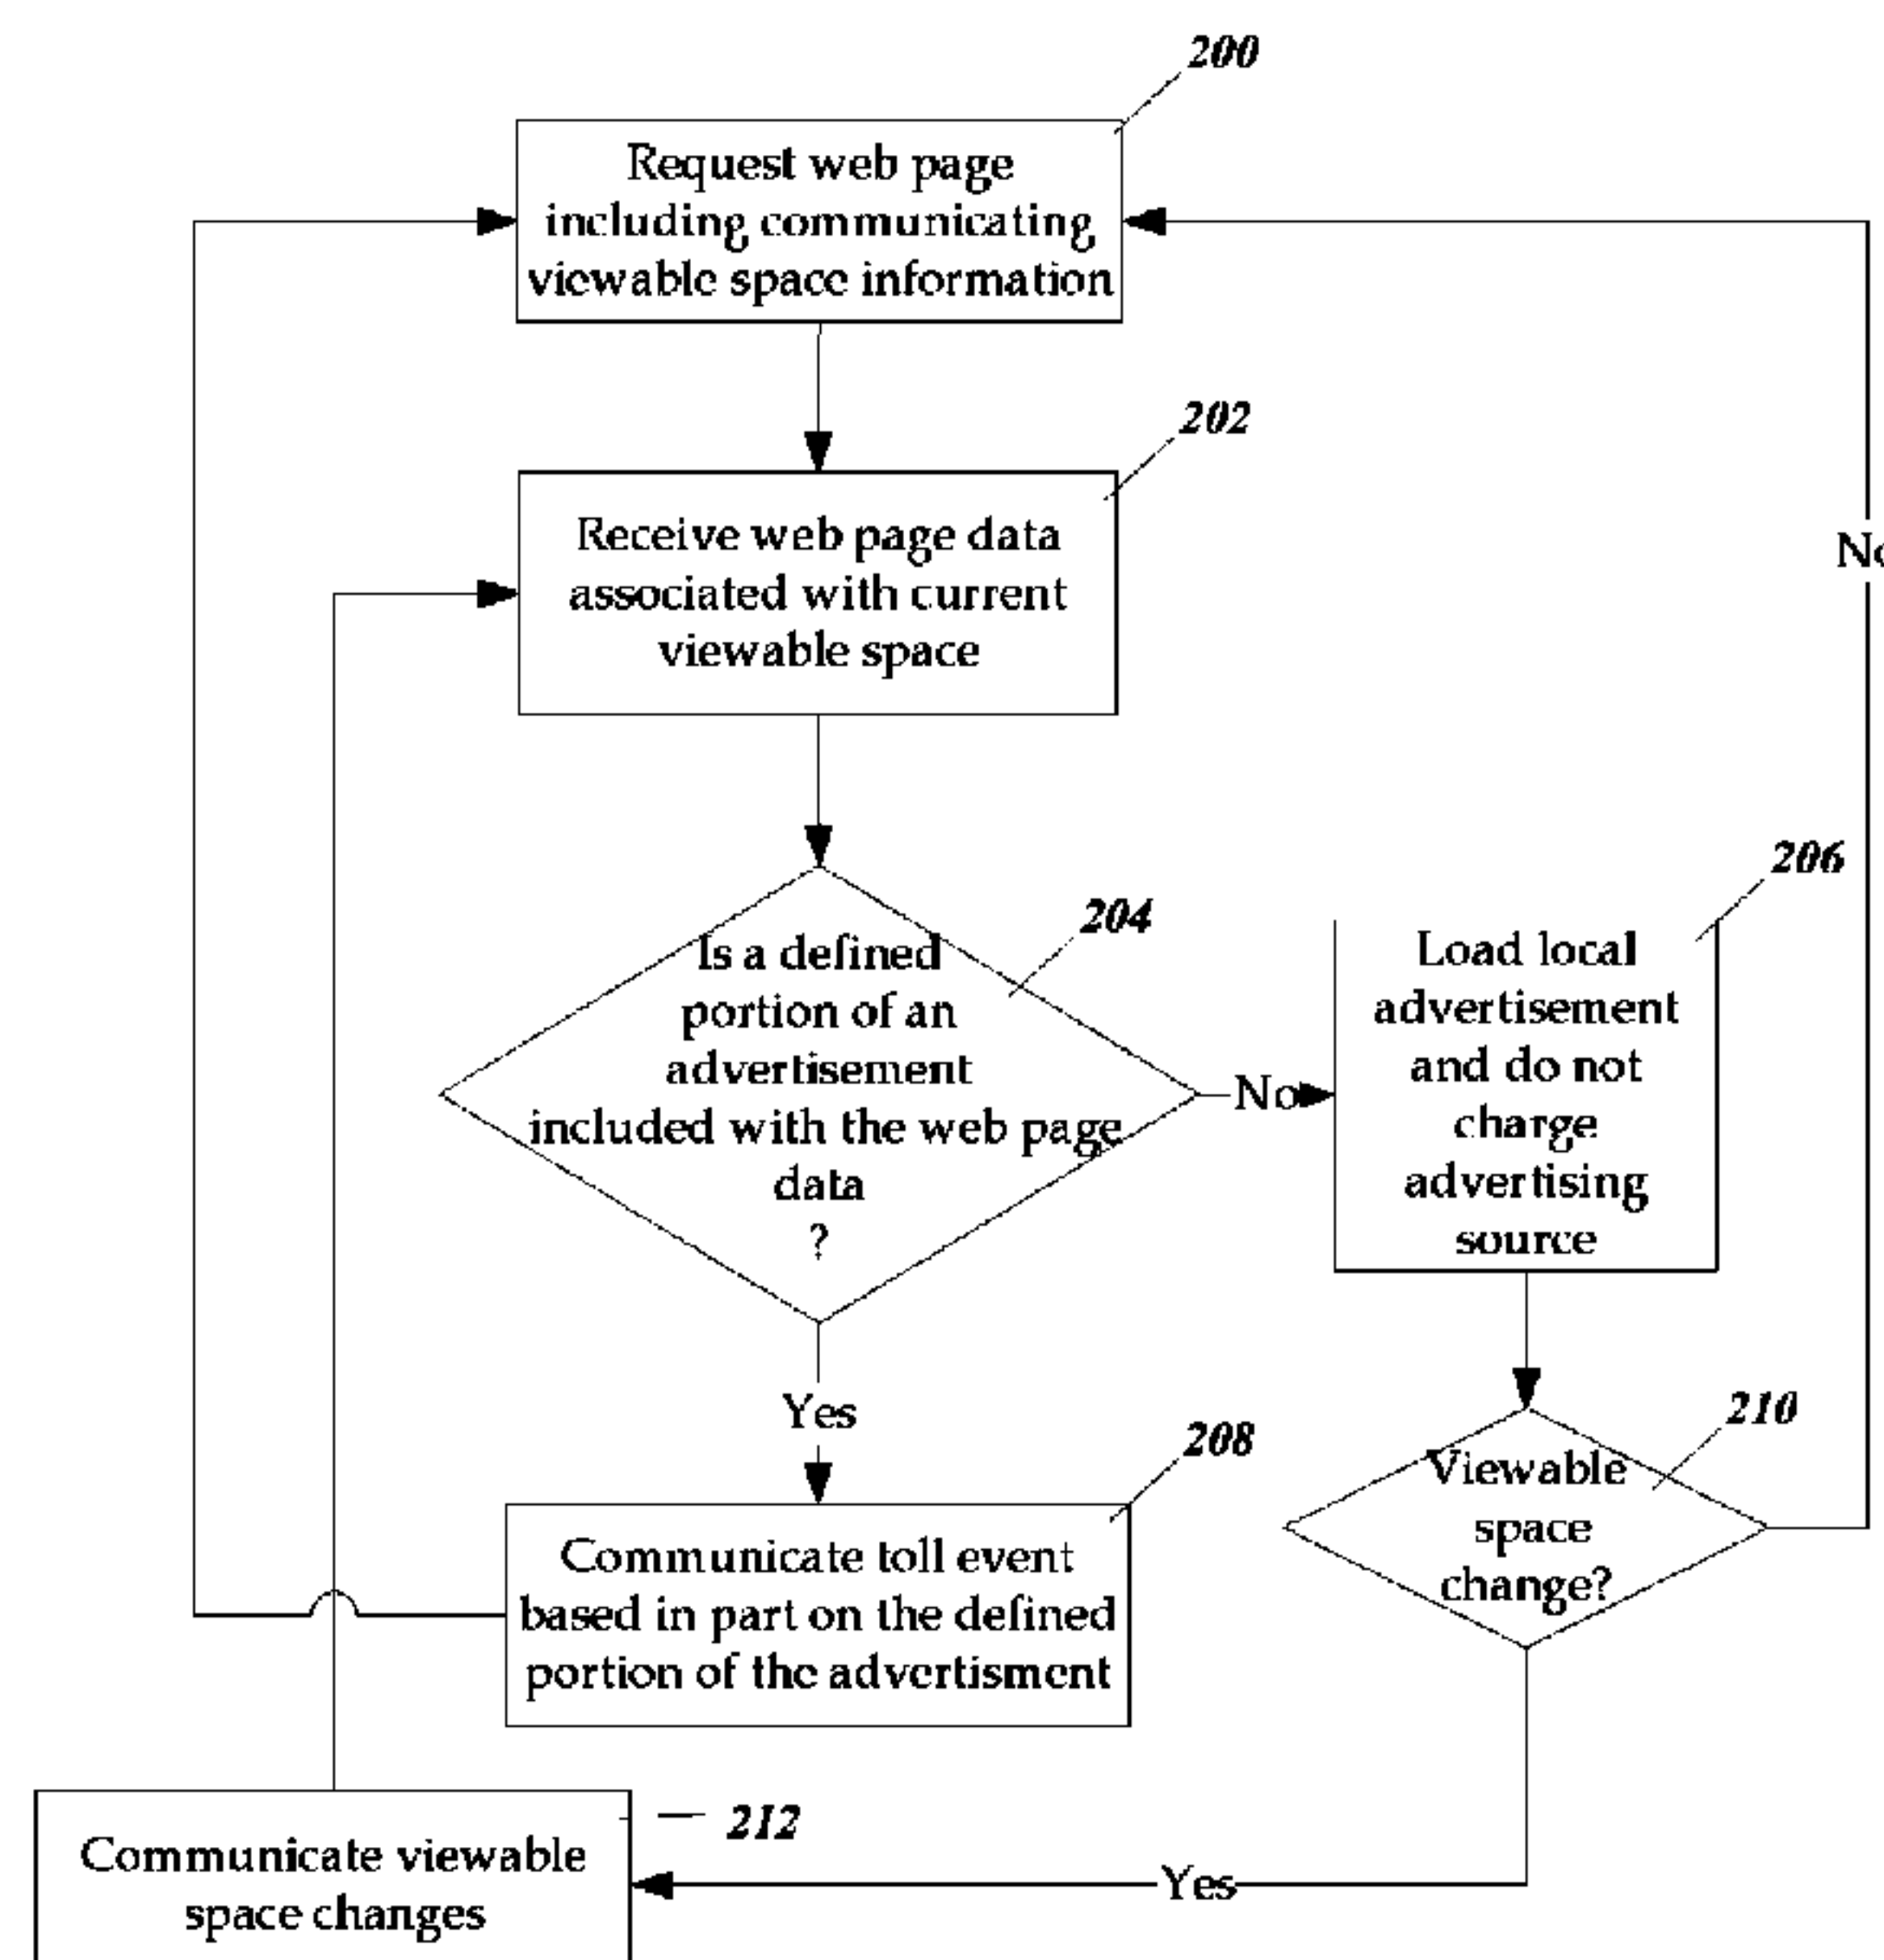 200
Request web page
including communicating
viewable space information
202
Receive web page data
associated with current
viewable space
No
204
Is a defined
portion of an
advertisement
included with the web page
data
?
No
206
Load local
advertisement
and do not
charge
advertising
source
Yes
208
Communicate toll event
based in part on the defined
portion of the advertisment
210
Viewable
space
change?
212
Communicate viewable
space changes
Yes